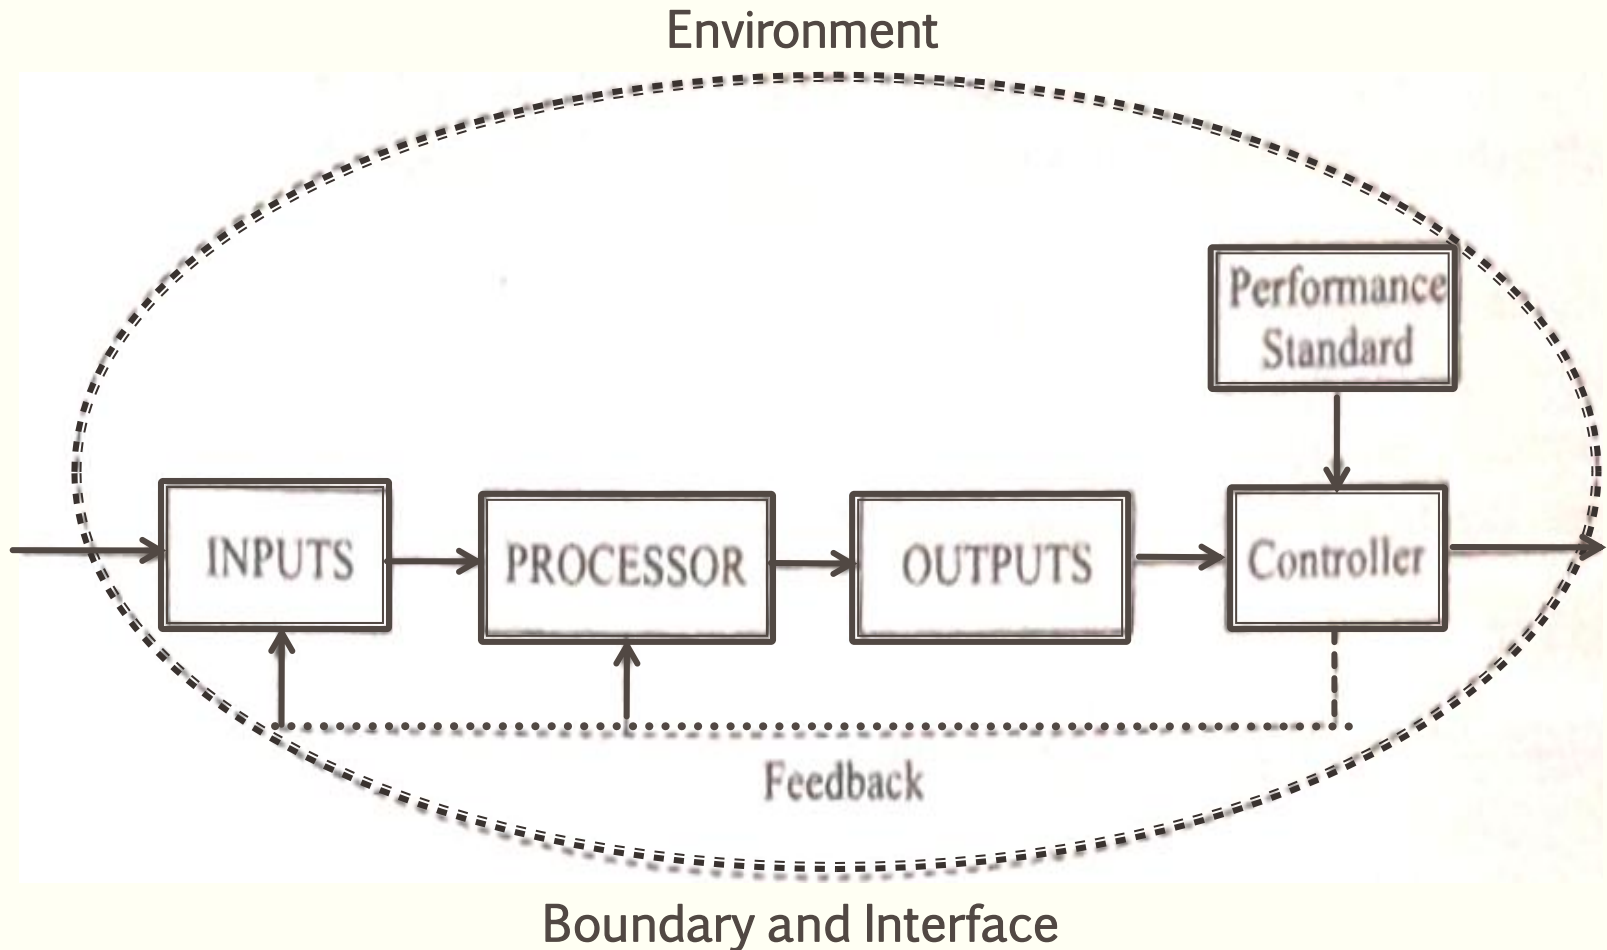 Environment
Performance
Standard
INPUTS
PROCESSOR
OUTPUTS
Controller
Feedback
Boundary and Interface